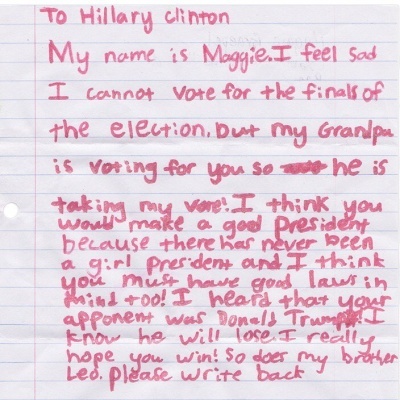 To Hillary Clinton
My name is Maggie. I feel sad
I cannot vote for the finals of
the election. But my Grandpa
is voting for you so he is
taking my vote! I think you
would make a good President
because there has never been
a girl president and I think
you must have good laws in
mind too! I heard that your
apponent was Donald Trump! I
know he will lose. I really
hope you win! So does my brother
Leo. Please write back